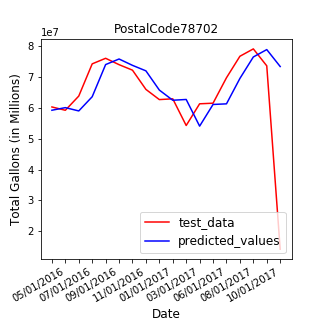 PostalCode78702
1e7
8
7
6
5
4
3
2
Total Gallons (in Millions)
test_data
predicted_values
05/01/2016
07/01/2016
09/01/2016
11/01/2016
01/01/2017
03/01/2017
06/01/2017
08/01/2017
10/01/2017
Date